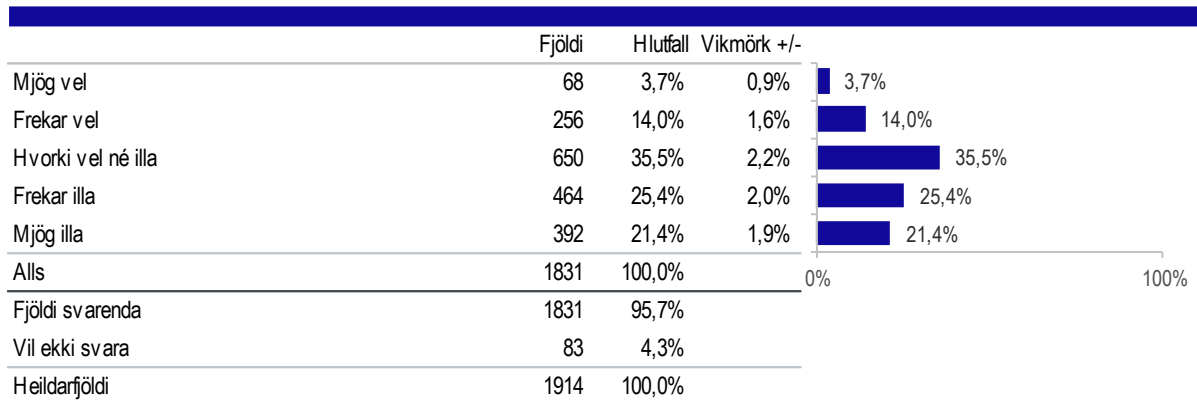 Fjöldi Hlutfall Vikmörk +/-
Mjög vel 68 3,7% 0,9% 3,7%
Frekar vel 256 14,0% 1,6% 14,0%
Hvorki vel né illa 650 35,5% 2,2% 35,5%
Frekar illa 464 25,4% 2,0% 25,4%
Mjög illa 392 21,4% 1,9% 21,4%
Alls 1831 100,0% 0% 100%
Fjöldi svarenda 1831 95,7%
Vil ekki svara 83 4,3%
Heildarfjöldi 1914 100,0%